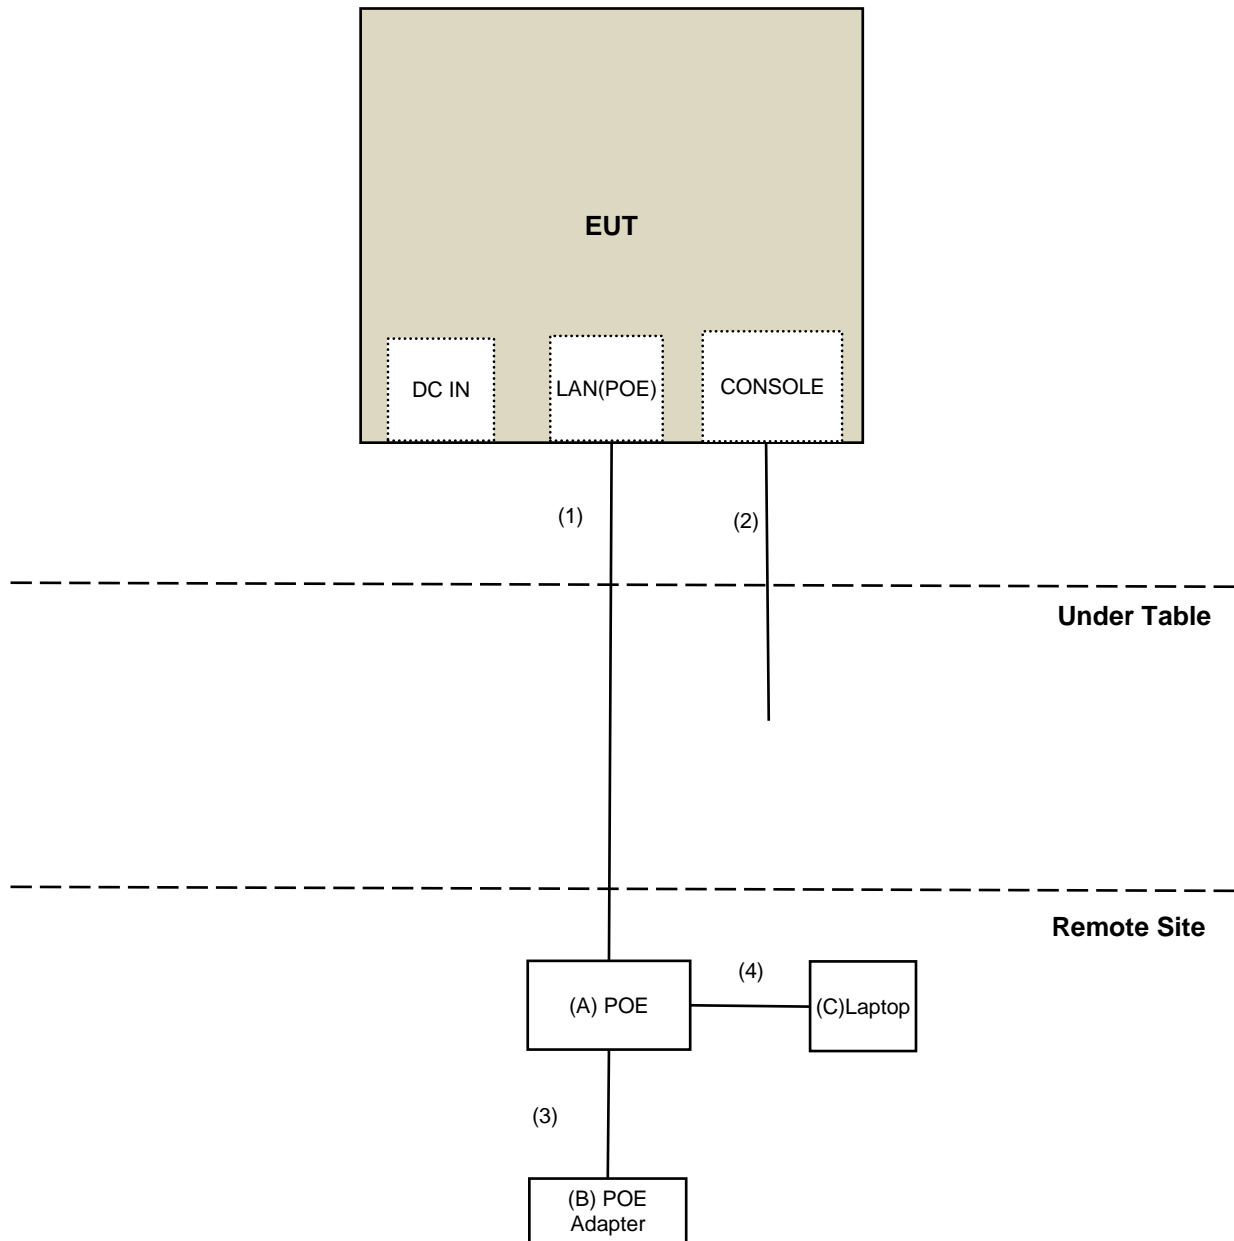 EUT
DC IN
LAN(POE)
CONSOLE
(1)
(2)
Under Table
Remote Site
(A) POE
(4)
(C)Laptop
(3)
(B) POE
Adapter